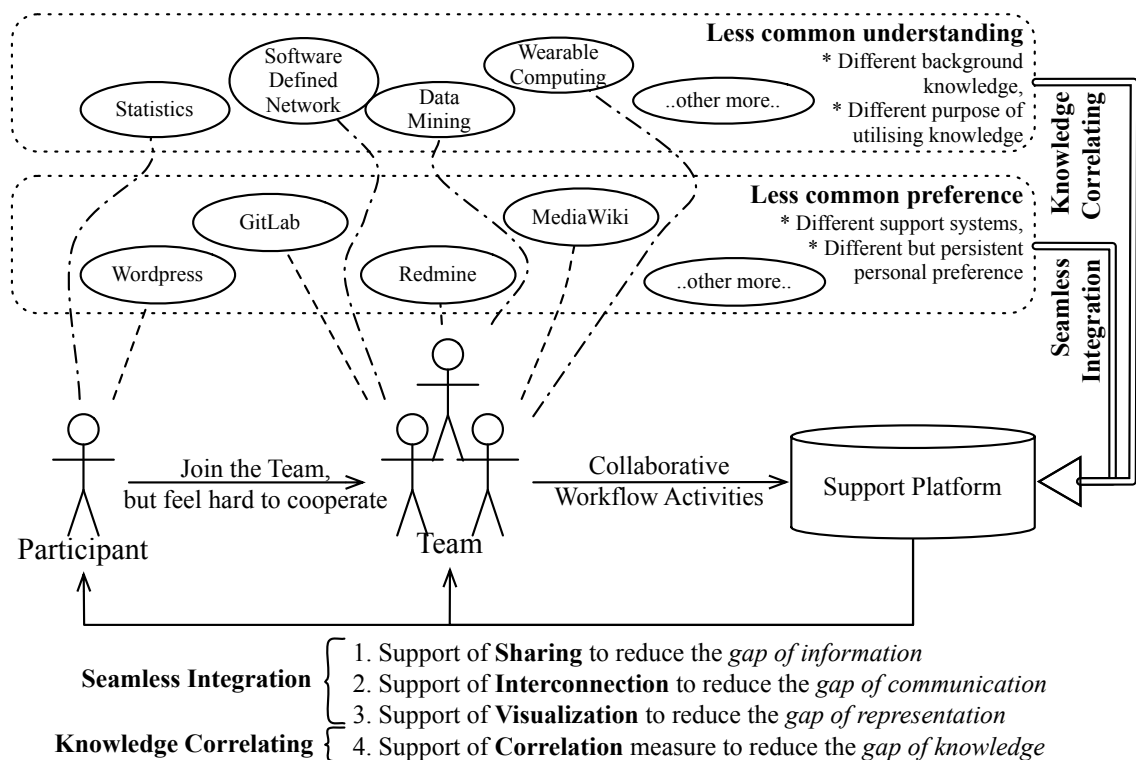 Less common understanding
* Different background
knowledge,
* Different purpose of
utilising knowledge
Statistics
Software
Defined
Network
Data
Mining
Wearable
Computing
..other more..
Knowledge
Correlating
Less common preference
* Different support systems,
* Different but persistent
personal preference
Wordpress
GitLab
Redmine
MediaWiki
..other more..
Seamless
Integration
Join the Team,
but feel hard to cooperate
Collaborative
Workflow Activities
Support Platform
Participant
Team
Seamless Integration
1. Support of Sharing to reduce the gap of information
2. Support of Interconnection to reduce the gap of communication
3. Support of Visualization to reduce the gap of representation
Knowledge Correlating
4. Support of Correlation measure to reduce the gap of knowledge